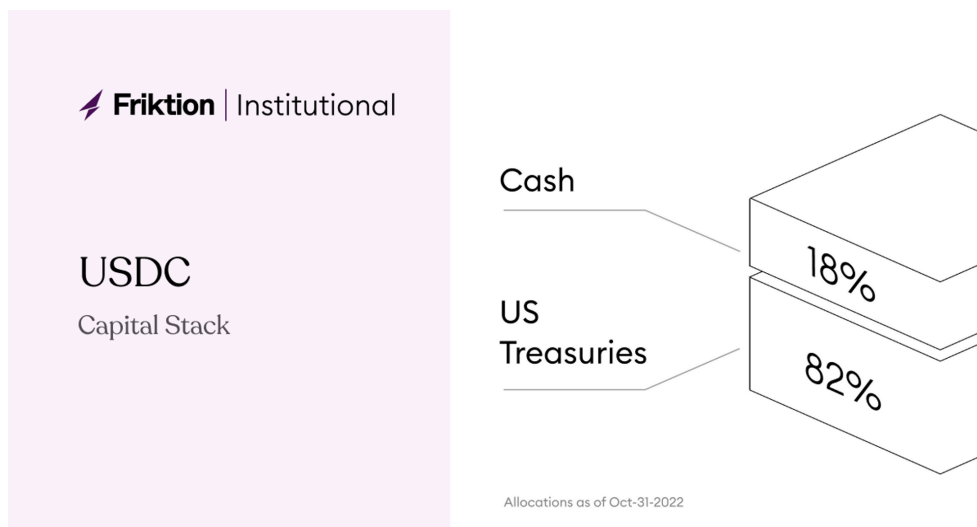 Friktion | Institutional
USDC
Capital Stack
Cash
18%
US
Treasuries
82%
Allocations as of Oct-31-2022